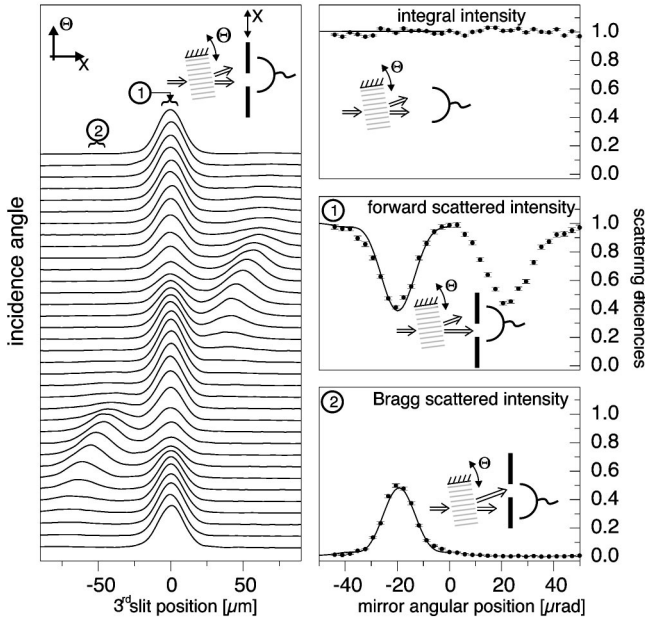 Θ
X
X
Θ
1
2
incidence angle
-50
0
50
3rd slit position [µm]
integral intensity
Θ
1.0
0.8
0.6
0.4
0.2
0.0
1
forward scattered intensity
Θ
1.0
0.8
0.6
0.4
0.2
0.0
scattering eficiencies
2
Bragg scattered intensity
Θ
1.0
0.8
0.6
0.4
0.2
0.0
-40
-20
0
20
40
mirror angular position [µrad]